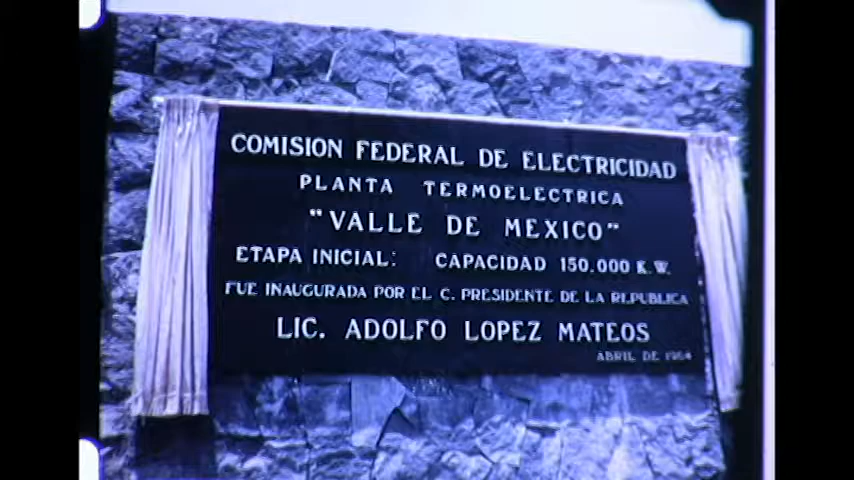 COMISION FEDERAL DE ELECTRICIDAD
PLANTA TERMOELECTRICA
"VALLE DE MEXICO"
ETAPA INICIAL: CAPACIDAD 150.000 K.W.
FUE INAUGURADA POR EL C. PRESIDENTE DE LA REPUBLICA
LIC. ADOLFO LOPEZ MATEOS
ABRIL DE 1964